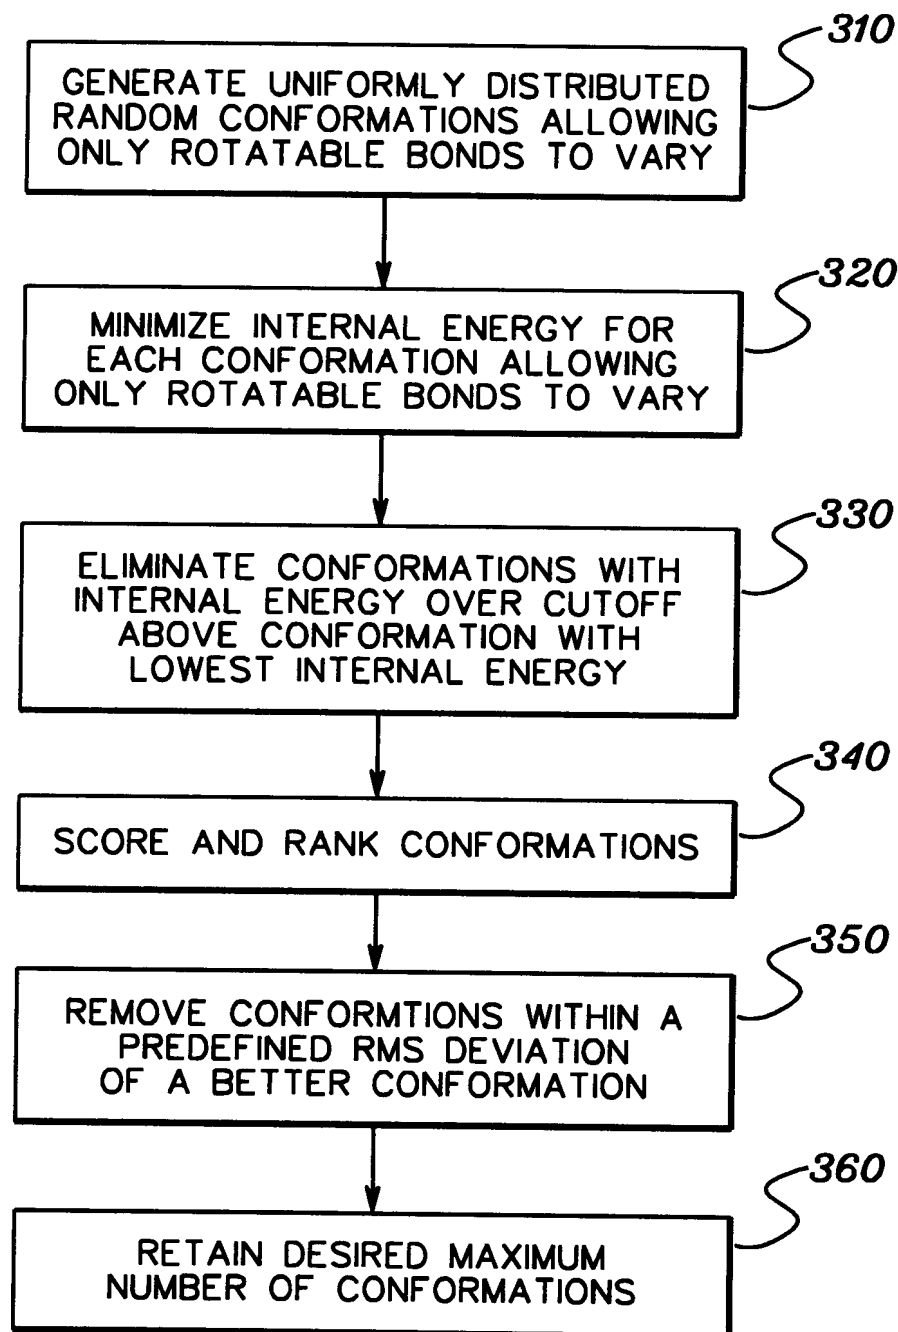 310
GENERATE UNIFORMLY DISTRIBUTED
RANDOM CONFORMATIONS ALLOWING
ONLY ROTATABLE BONDS TO VARY
320
MINIMIZE INTERNAL ENERGY FOR
EACH CONFORMATION ALLOWING
ONLY ROTATABLE BONDS TO VARY
330
ELIMINATE CONFORMATIONS WITH
INTERNAL ENERGY OVER CUTOFF
ABOVE CONFORMATION WITH
LOWEST INTERNAL ENERGY
340
SCORE AND RANK CONFORMATIONS
350
REMOVE CONFORMTIONS WITHIN A
PREDEFINED RMS DEVIATION
OF A BETTER CONFORMATION
360
RETAIN DESIRED MAXIMUM
NUMBER OF CONFORMATIONS